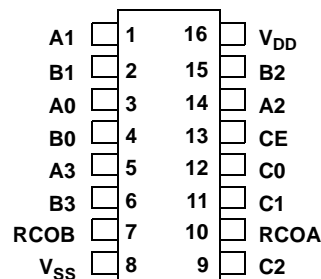 A1 1 16 VDD
B1 2 15 B2
A0 3 14 A2
B0 4 13 CE
A3 5 12 C0
B3 6 11 C1
RCOB 7 10 RCOA
VSS 8 9 C2